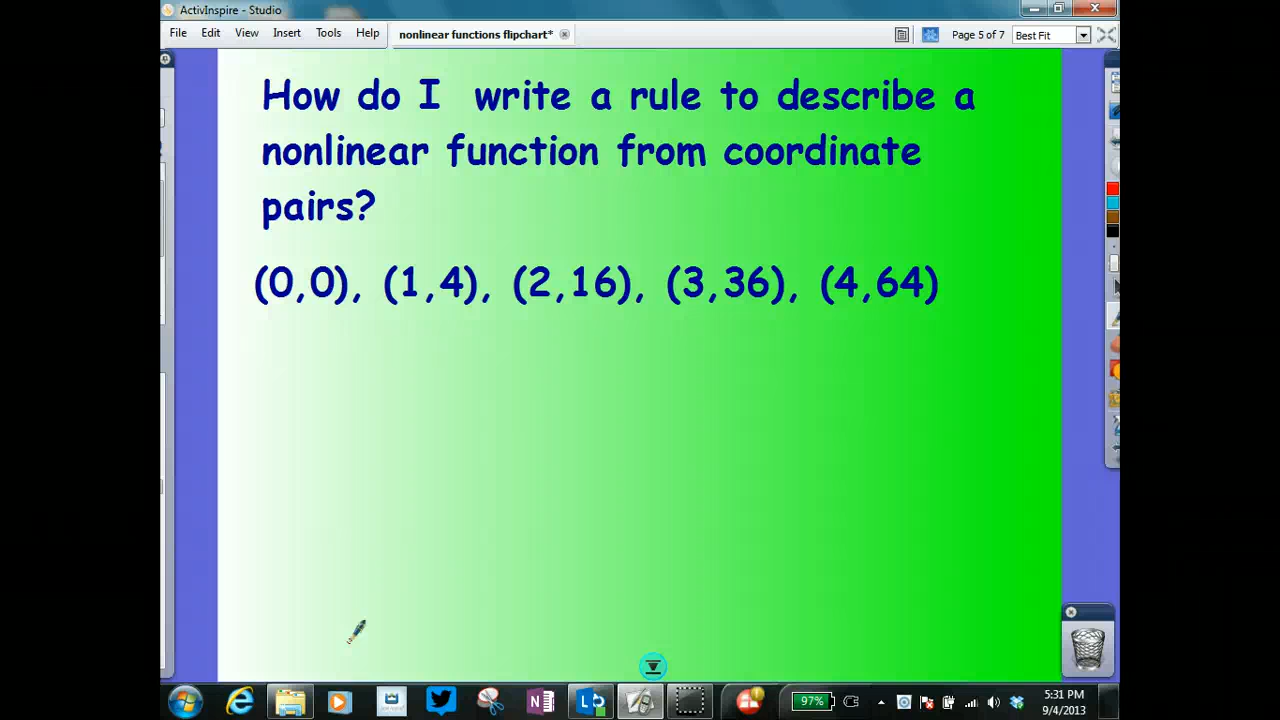 ActivInspire - Studio
File Edit View Insert Tools Help
nonlinear functions flipchart*
Page 5 of 7
Best Fit
How do I write a rule to describe a
nonlinear function from coordinate
pairs?
(0,0), (1,4), (2,16), (3,36), (4,64)
97%
5:31 PM
9/4/2013